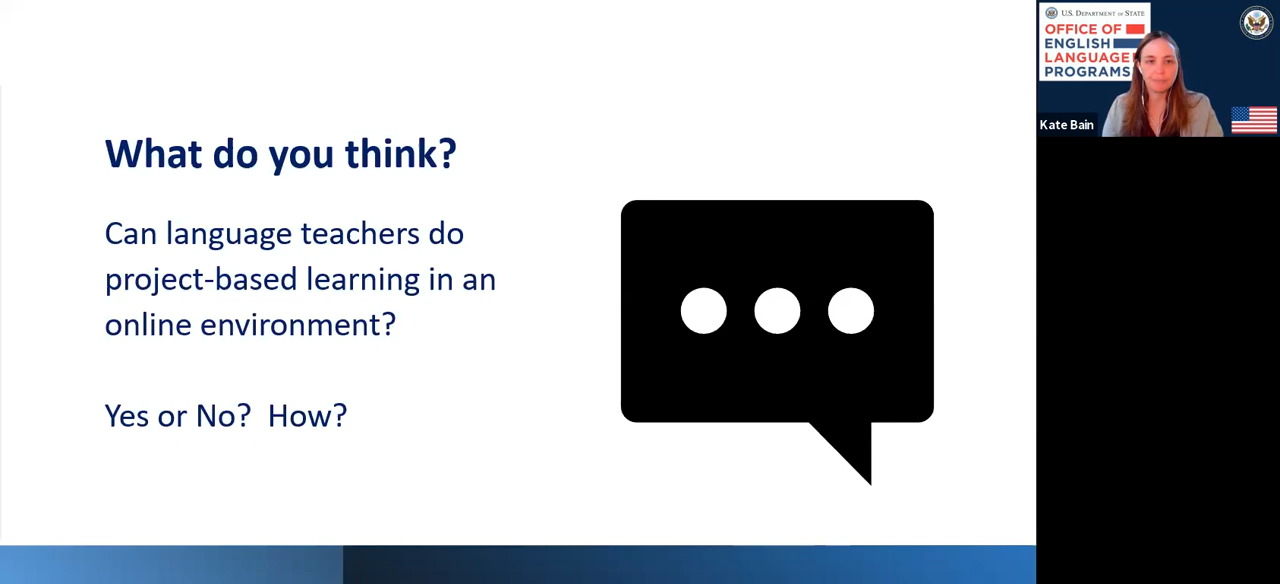 What do you think?
Can language teachers do
project-based learning in an
online environment?
Yes or No?  How?
U.S. DEPARTMENT OF STATE
OFFICE OF
ENGLISH
LANGUAGE
PROGRAMS
Kate Bain